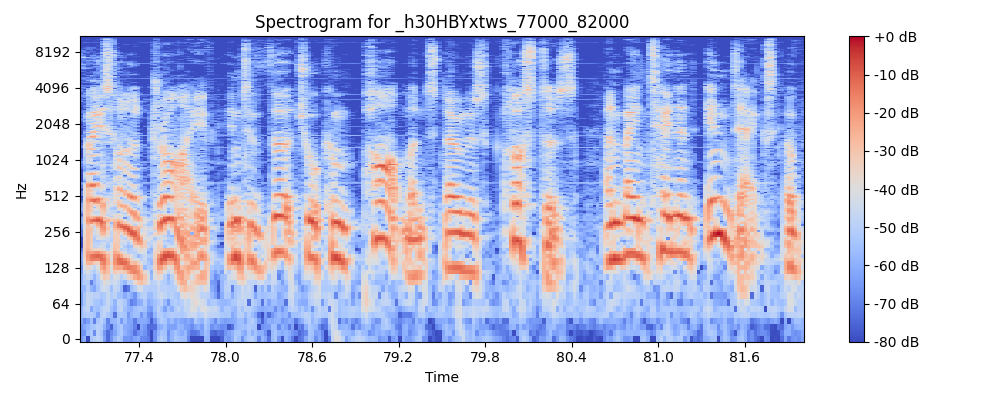 Spectrogram for _h30HBYxtws_77000_82000
Hz
8192
4096
2048
1024
512
256
128
64
0
77.4 78.0 78.6 79.2 79.8 80.4 81.0 81.6
Time
+0 dB
-10 dB
-20 dB
-30 dB
-40 dB
-50 dB
-60 dB
-70 dB
-80 dB